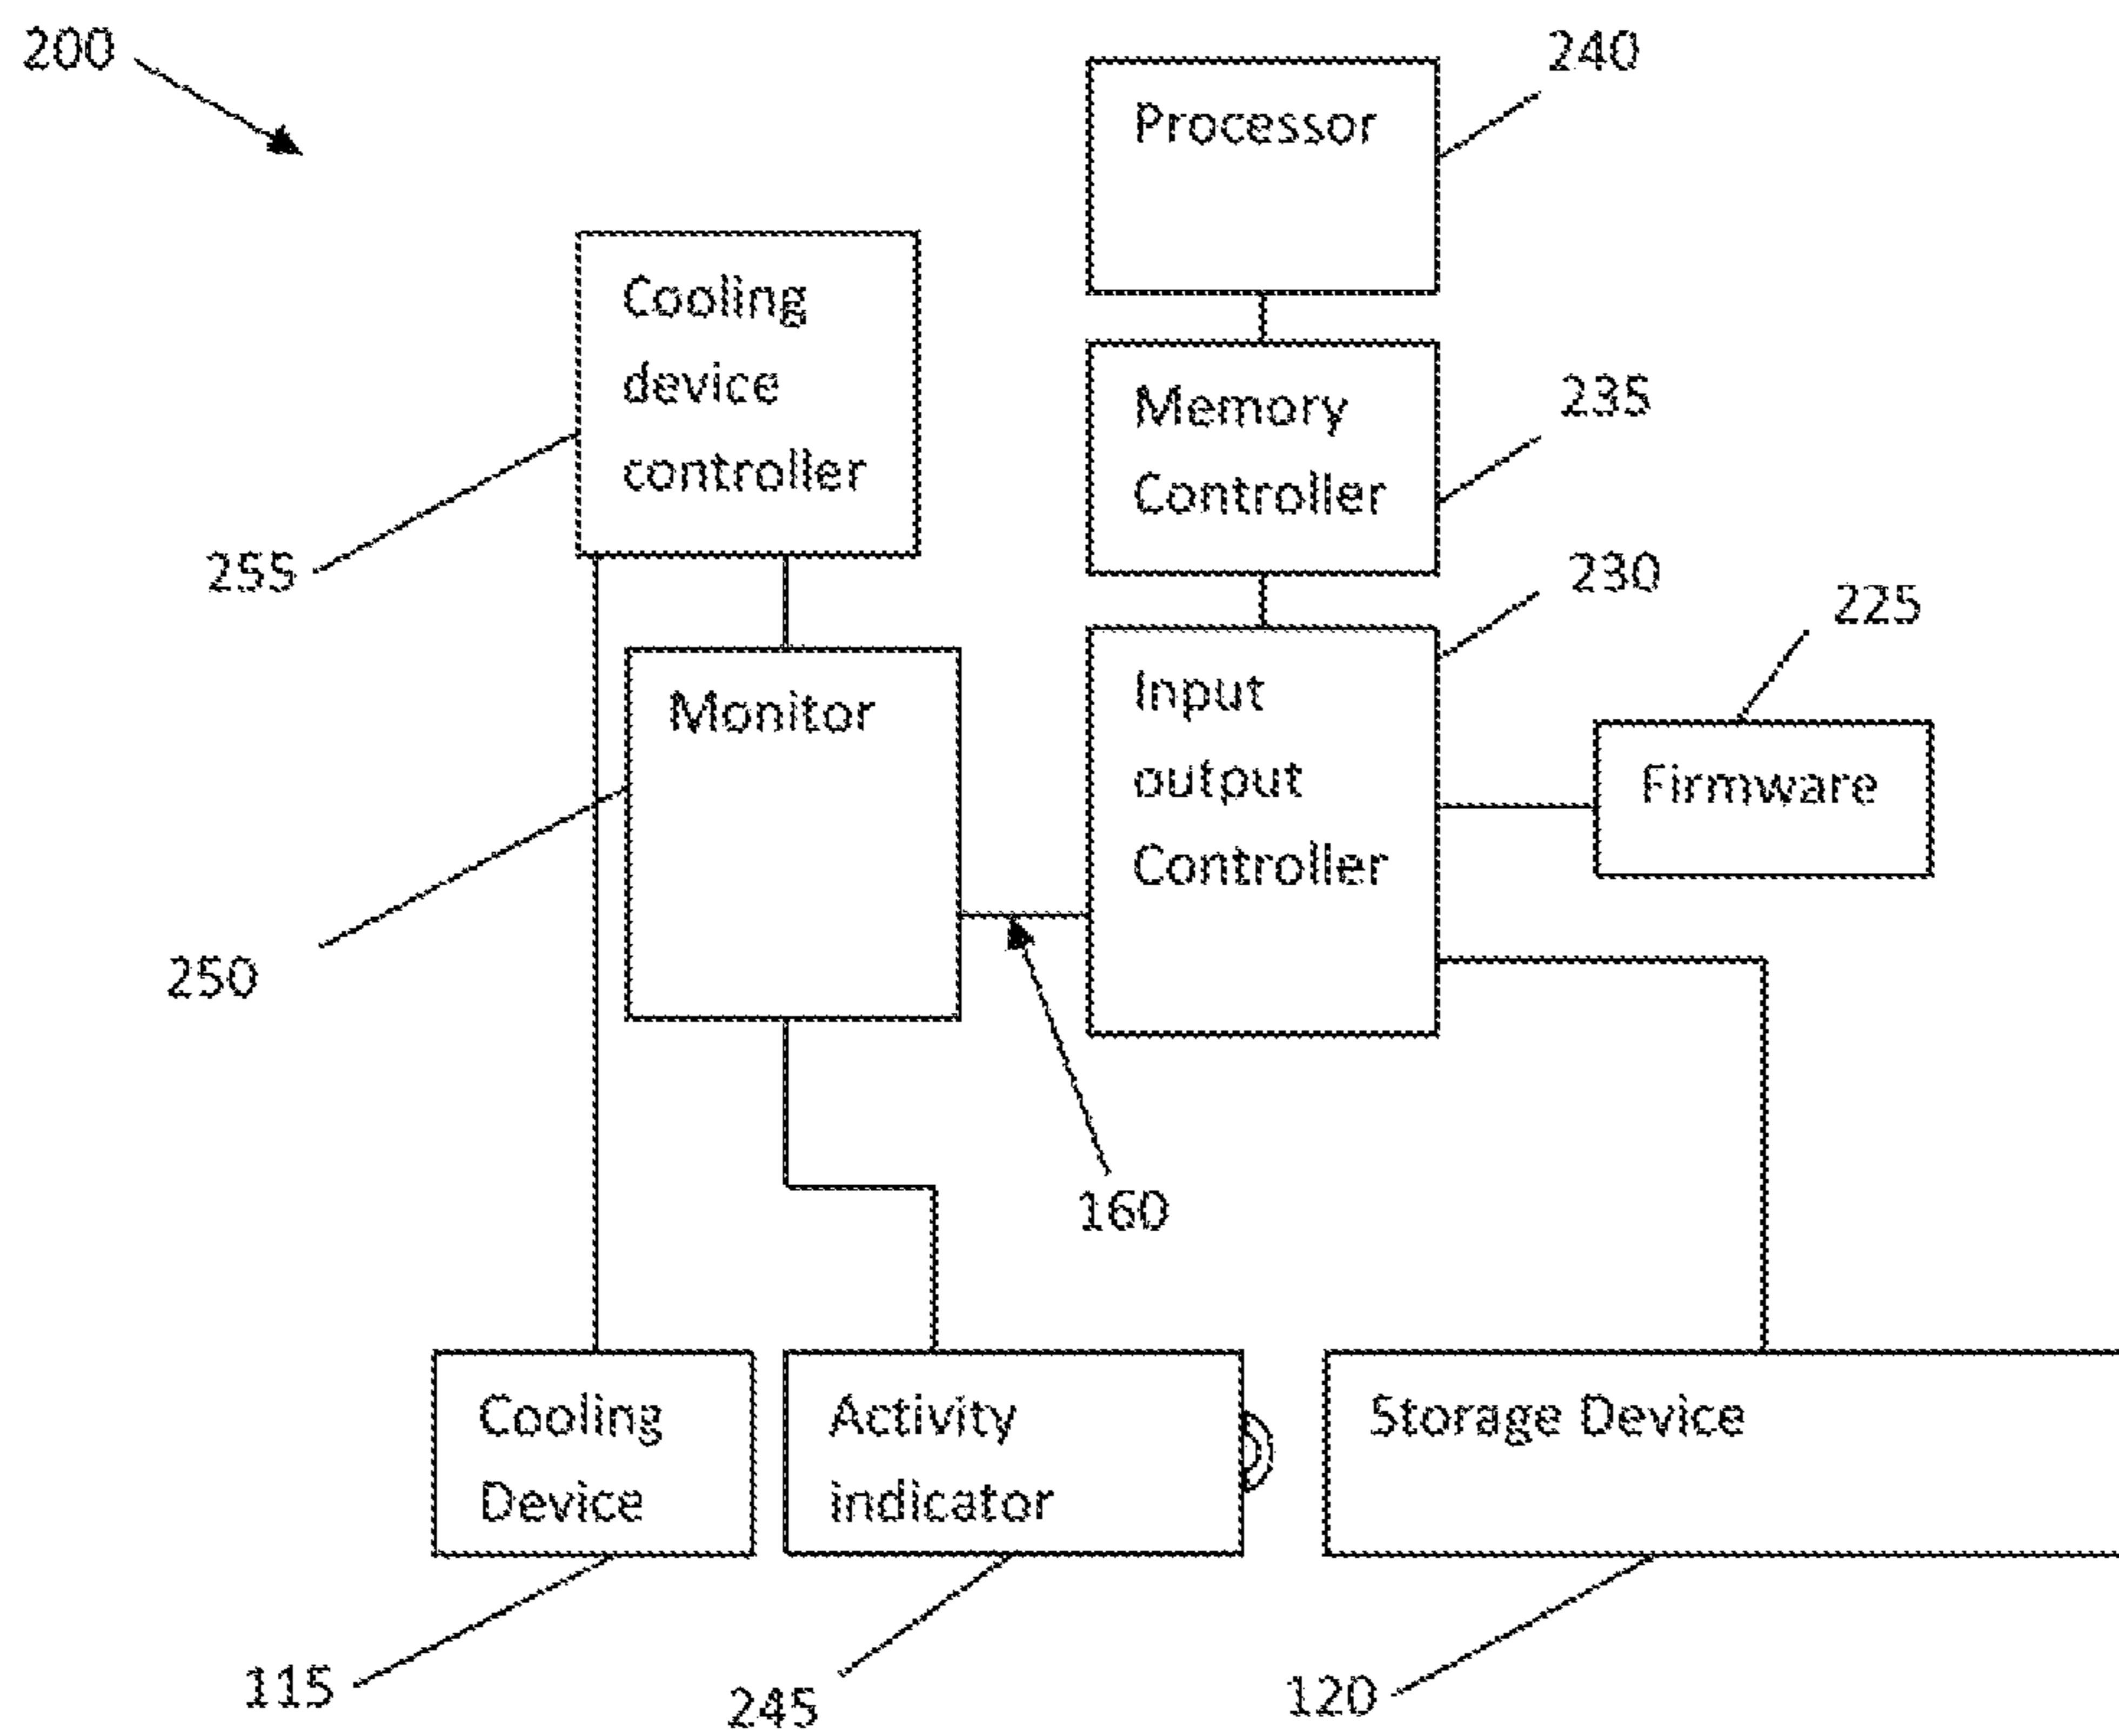 200
240
Processor
Cooling
device
controller
235
Memory
Controller
255
230
225
Monitor
Input
output
Controller
Firmware
250
160
Cooling
Device
Activity
indicator
Storage Device
115
245
120